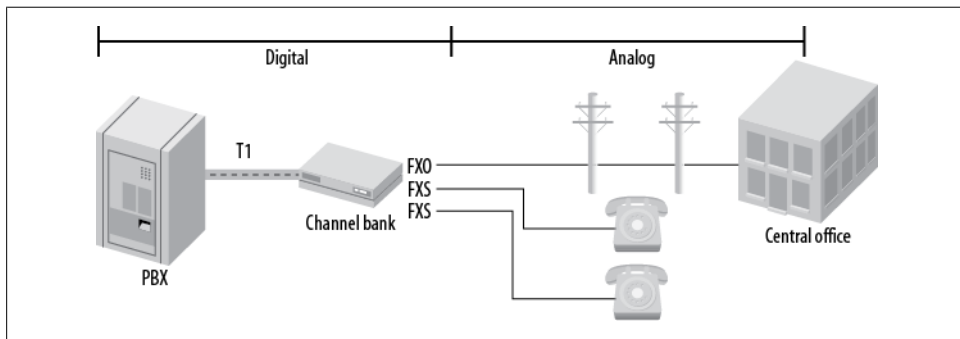 Digital
Analog
T1
FXO
FXS
FXS
Channel bank
Central office
PBX